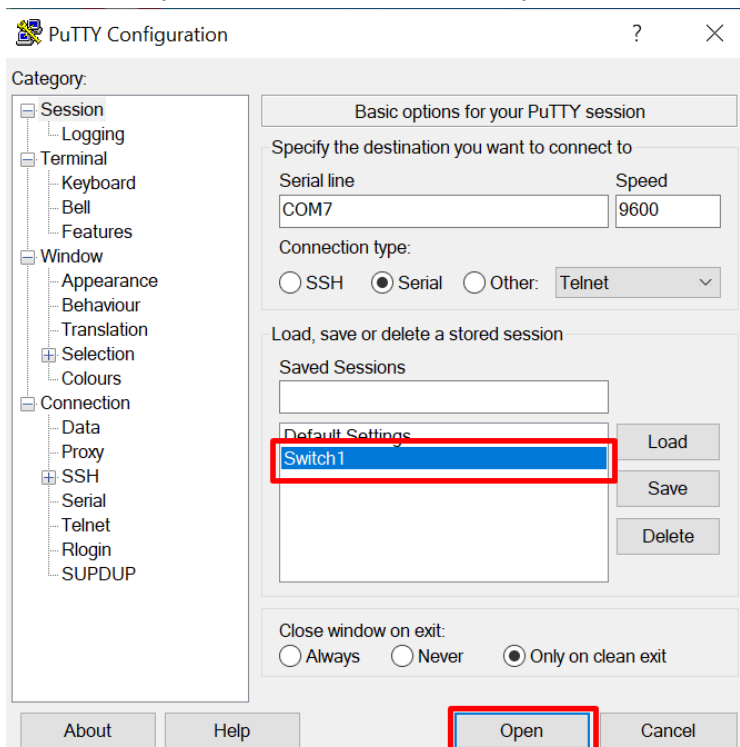 PuTTY Configuration ? ×
Category:
Session
Logging
Terminal
Keyboard
Bell
Features
Window
Appearance
Behaviour
Translation
Selection
Colours
Connection
Data
Proxy
SSH
Serial
Telnet
Rlogin
SUPDUP
Basic options for your PuTTY session
Specify the destination you want to connect to
Serial line Speed
COM7 9600
Connection type:
SSH Serial Other: Telnet
Load, save or delete a stored session
Saved Sessions
Default Settings
Switch1
Load
Save
Delete
Close window on exit:
Always Never Only on clean exit
About Help Open Cancel